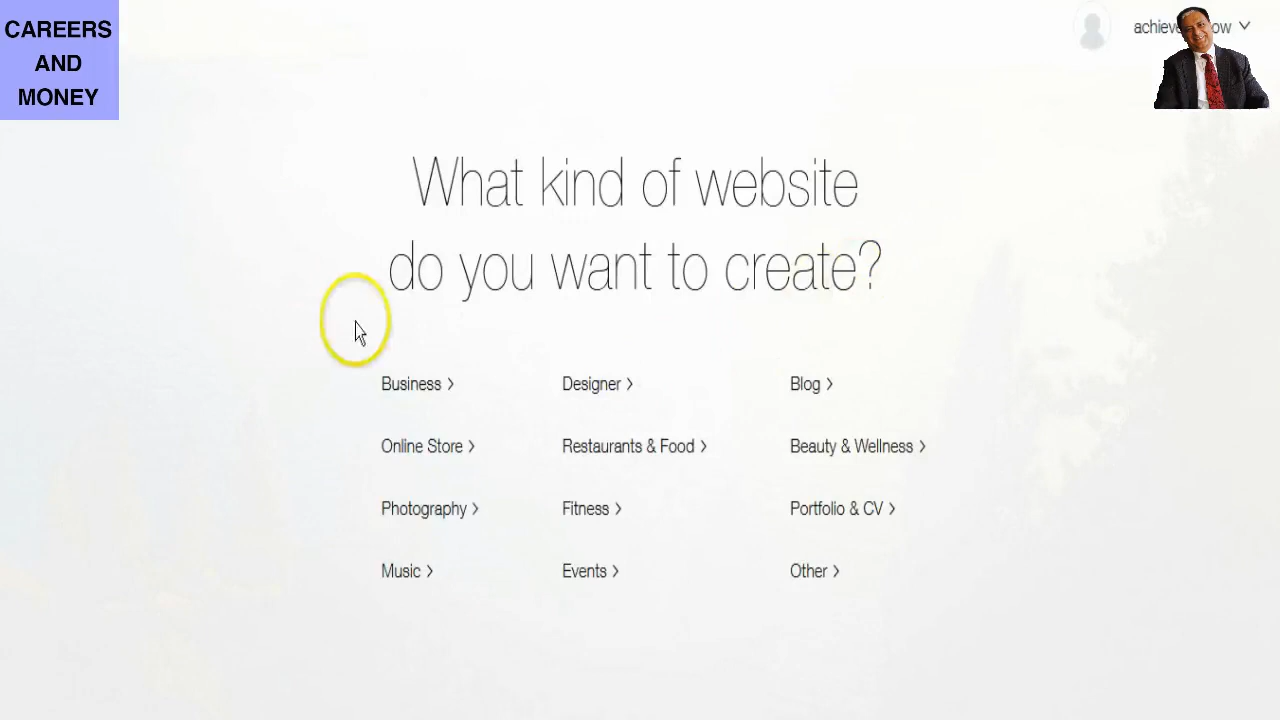 CAREERS
AND
MONEY
What kind of website
do you want to create?
Business >
Designer >
Blog >
Online Store >
Restaurants & Food >
Beauty & Wellness >
Photography >
Fitness >
Portfolio & CV >
Music >
Events >
Other >